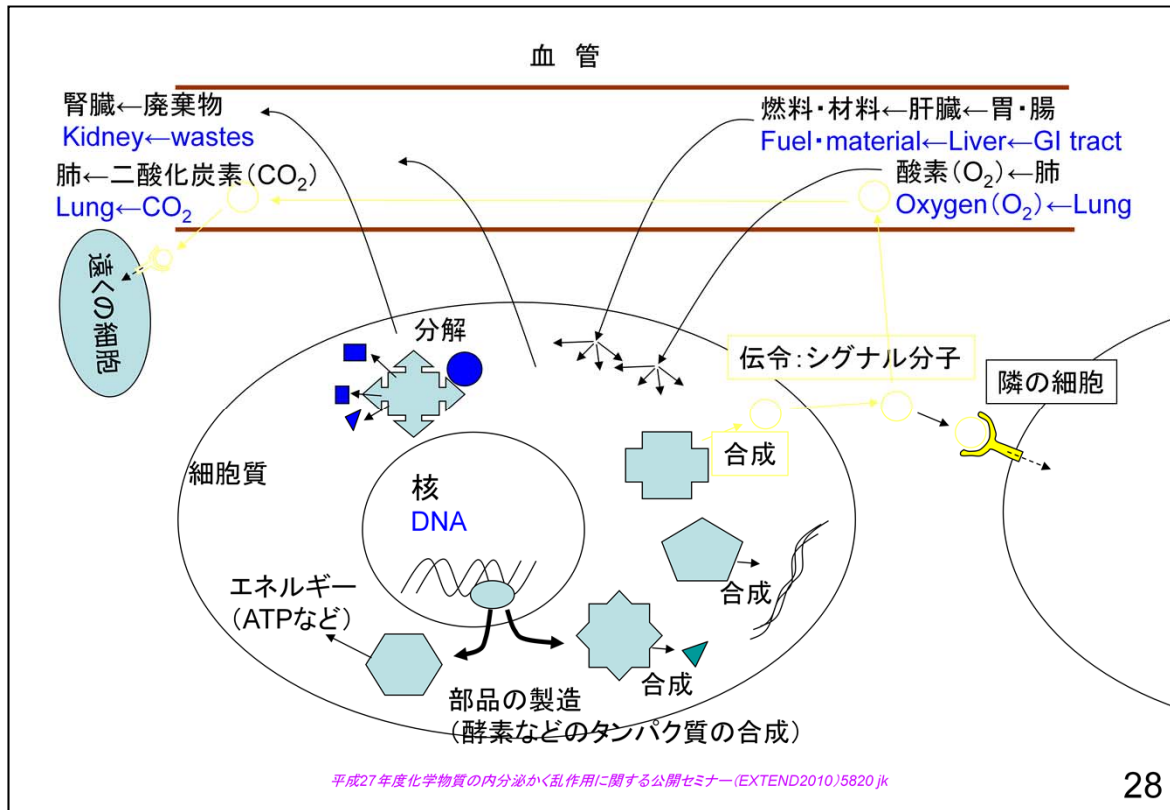 血 管
腎臓←廃棄物
Kidney←wastes
肺←二酸化炭素(CO₂)
Lung←CO₂
燃料・材料←肝臓←胃・腸
Fuel・material←Liver←GI tract
酸素(O₂)←肺
Oxygen(O₂)←Lung
遠くの細胞
分解
伝令:シグナル分子
隣の細胞
合成
細胞質
核
DNA
合成
エネルギー
(ATPなど)
合成
部品の製造
(酵素などのタンパク質の合成)
平成27年度化学物質の内分泌かく乱作用に関する公開セミナー(EXTEND2010)5820 jk
28